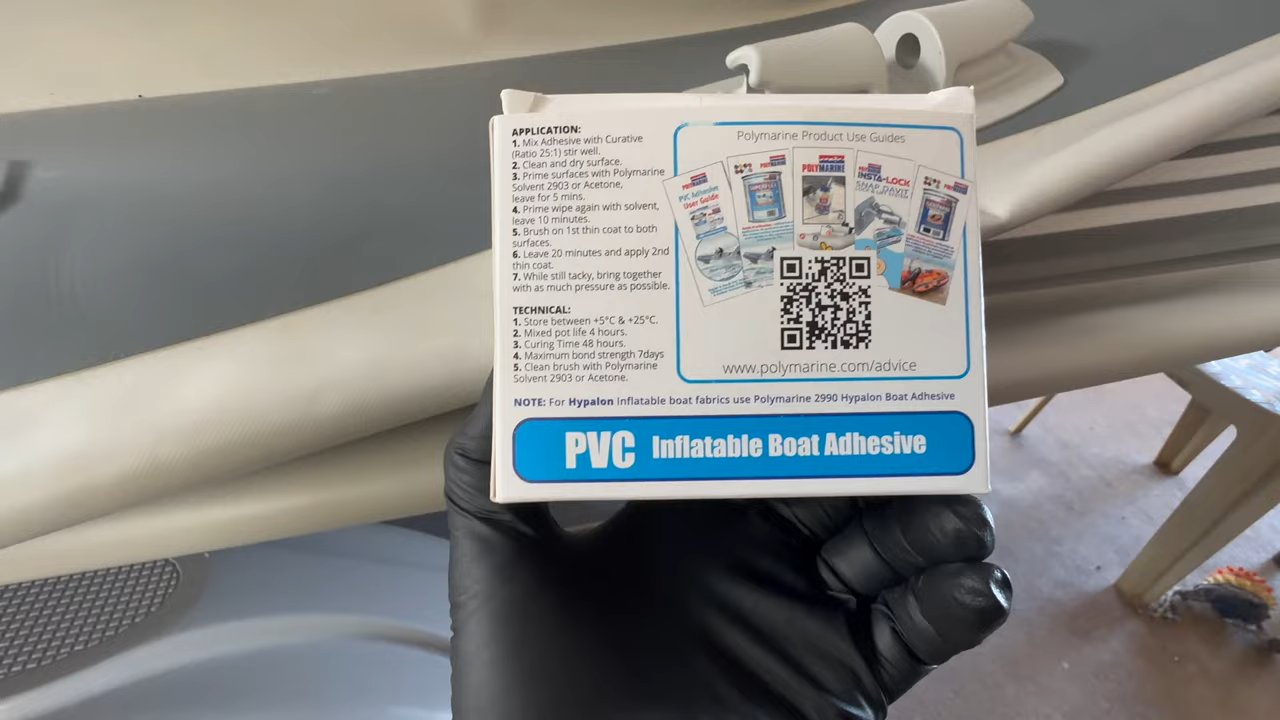 APPLICATION:
1. Mix Adhesive with Curative
(Ratio 25:1) stir well.
2. Clean and dry surface.
3. Prime surfaces with Polymarine
Solvent 2903 or Acetone,
leave for 5 mins.
4. Prime wipe again with solvent,
leave 10 minutes.
5. Brush on 1st thin coat to both
surfaces.
6. Leave 20 minutes and apply 2nd
thin coat.
7. While still tacky, bring together
with as much pressure as possible.
TECHNICAL:
1. Store between +5°C & +25°C.
2. Mixed pot life 4 hours.
3. Curing Time 48 hours.
4. Maximum bond strength 7days
5. Clean brush with Polymarine
Solvent 2903 or Acetone.
Polymarine Product Use Guides
POLYMARINE
PVC Adhesive
User Guide
POLYMARINE
POLYMARINE
INSTA-LOCK
SNAP DAVIT
www.polymarine.com/advice
NOTE: For Hypalon Inflatable boat fabrics use Polymarine 2990 Hypalon Boat Adhesive
PVC Inflatable Boat Adhesive